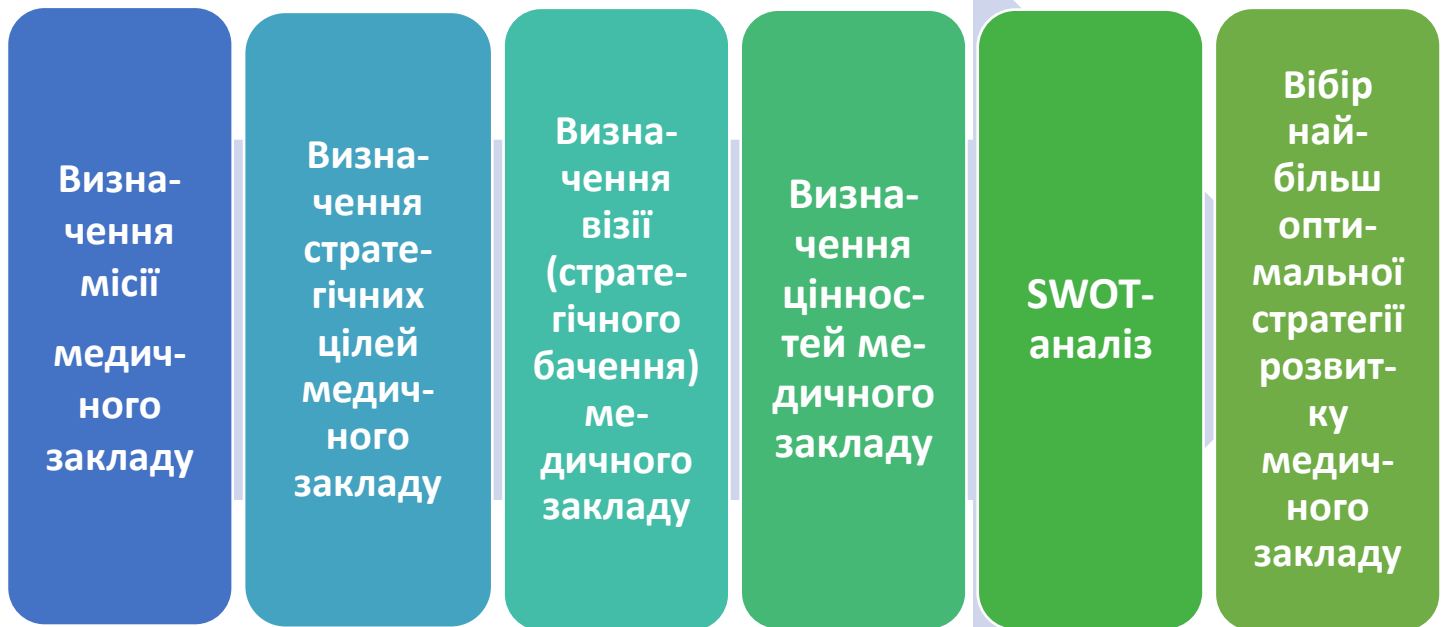 Визна-
чення
місії
медич-
ного
закладу
Визна-
чення
страте-
гічних
цілей
медич-
ного
закладу
Визна-
чення
візії
(страте-
гічного
бачення)
ме-
дичного
закладу
Визна-
чення
ціннос-
тей ме-
дичного
закладу
SWOT-
аналіз
Вібір
най-
більш
опти-
мальної
стратегії
розвит-
ку
медич-
ного
закладу